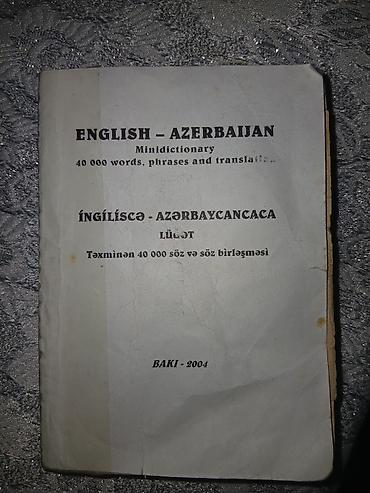 ENGLISH – AZERBAIJAN
Minidictionary
40 000 words, phrases and
İNGİLİSCƏ - AZƏRBAYCANCACA
LÜĞƏT
Təxminən 40 000 söz və söz birləşməsi
BAKI - 2004